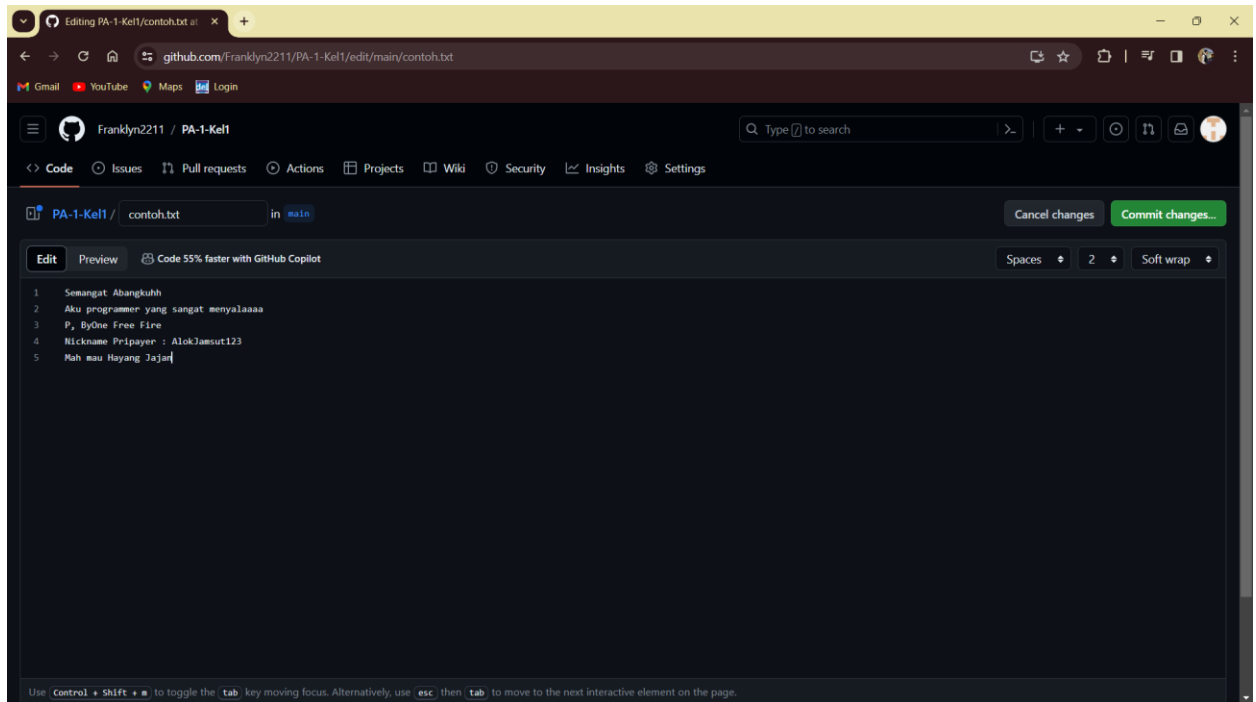 Editing PA-1-Kel1/contoh.txt at
github.com/Franklyn2211/PA-1-Kel1/edit/main/contoh.txt
Gmail YouTube Maps del Login
Franklyn2211 / PA-1-Kel1 Type / to search
Code Issues Pull requests Actions Projects Wiki Security Insights Settings
PA-1-Kel1 / contoh.txt in main Cancel changes Commit changes...
Edit Preview Code 55% faster with GitHub Copilot Spaces 2 Soft wrap
1 Semangat Abangkuhh
2 Aku programmer yang sangat menyalaaaa
3 P, ByOne Free Fire
4 Nickname Pripayer : AlokJamsut123
5 Mah mau Hayang Jajan
Use Control + Shift + m to toggle the tab key moving focus. Alternatively, use esc then tab to move to the next interactive element on the page.